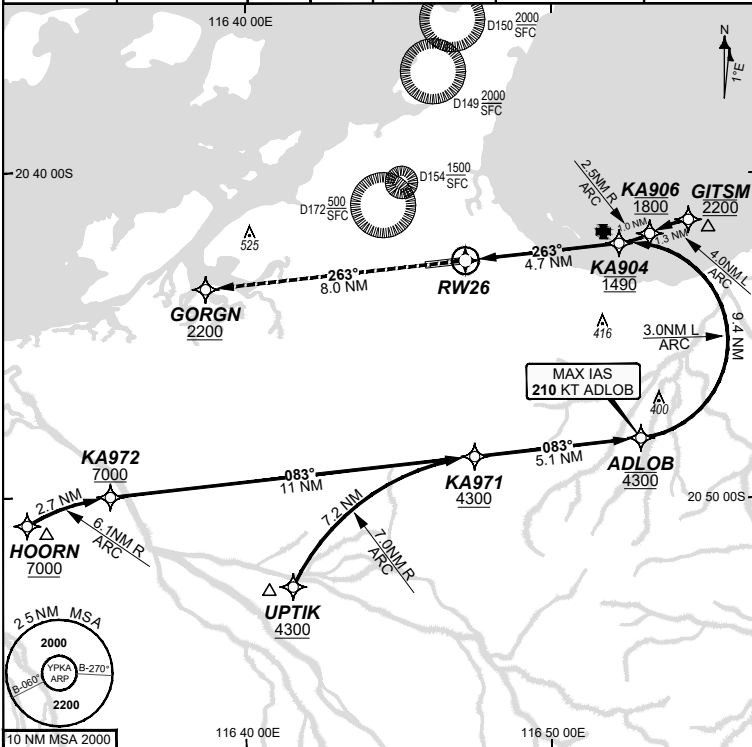 116 40 00E
D150 2000
SFC
N
1°E
D149 2000
SFC
20 40 00S
D154 1500
SFC
D172 500
SFC
2.5NM R
ARC
KA906
1800
GITSM
2200
525
1.0 NM
1.3 NM
4.0NM L
ARC
263°
8.0 NM
263°
4.7 NM
KA904
1490
RW26
GORGN
2200
9.4 NM
416
3.0NM L
ARC
MAX IAS
210 KT ADLOB
400
KA972
7000
083°
11 NM
083°
5.1 NM
KA971
4300
ADLOB
4300
2.7 NM
6.1NM R
ARC
7.2 NM
7.0NM R
ARC
20 50 00S
HOORN
7000
UPTIK
4300
25NM MSA
2000
YPKA
ARP
B-060°
B-270°
2200
10 NM MSA 2000
116 40 00E
116 50 00E